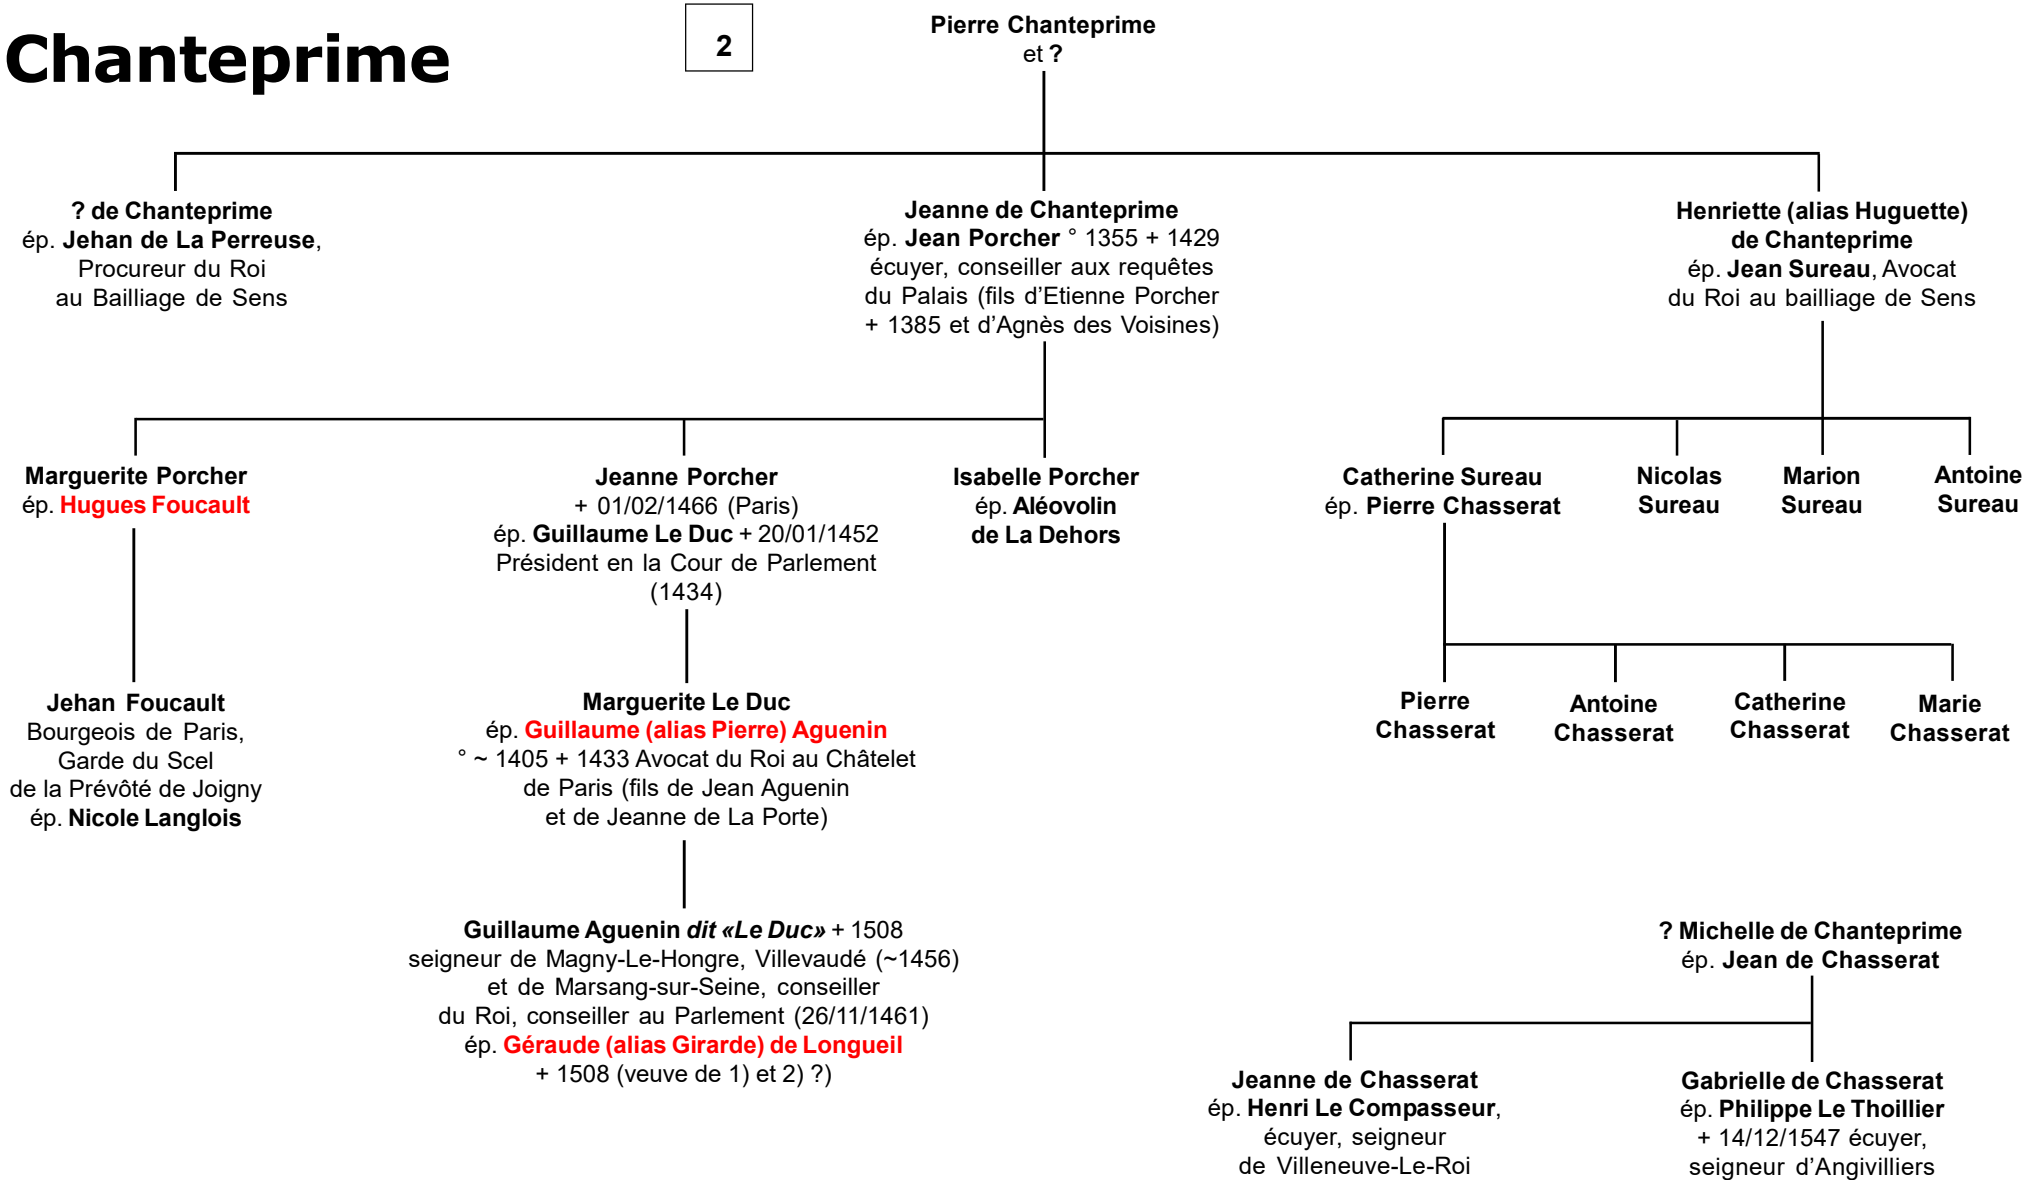 Chanteprime
2
Pierre Chanteprime
et ?
? de Chanteprime
ép. Jehan de La Perreuse,
Procureur du Roi
au Bailliage de Sens
Jeanne de Chanteprime
ép. Jean Porcher ° 1355 + 1429
écuyer, conseiller aux requêtes
du Palais (fils d'Etienne Porcher
+ 1385 et d'Agnès des Voisines)
Henriette (alias Huguette)
de Chanteprime
ép. Jean Sureau, Avocat
du Roi au bailliage de Sens
Marguerite Porcher
ép. Hugues Foucault
Jeanne Porcher
+ 01/02/1466 (Paris)
ép. Guillaume Le Duc + 20/01/1452
Président en la Cour de Parlement
(1434)
Isabelle Porcher
ép. Aléovolin
de La Dehors
Catherine Sureau
ép. Pierre Chasserat
Nicolas
Sureau
Marion
Sureau
Antoine
Sureau
Jehan Foucault
Bourgeois de Paris,
Garde du Scel
de la Prévôté de Joigny
ép. Nicole Langlois
Marguerite Le Duc
ép. Guillaume (alias Pierre) Aguenin
° ~ 1405 + 1433 Avocat du Roi au Châtelet
de Paris (fils de Jean Aguenin
et de Jeanne de La Porte)
Pierre
Chasserat
Antoine
Chasserat
Catherine
Chasserat
Marie
Chasserat
Guillaume Aguenin dit «Le Duc» + 1508
seigneur de Magny-Le-Hongre, Villevaudé (~1456)
et de Marsang-sur-Seine, conseiller
du Roi, conseiller au Parlement (26/11/1461)
ép. Géraude (alias Girarde) de Longueil
+ 1508 (veuve de 1) et 2) ?)
? Michelle de Chanteprime
ép. Jean de Chasserat
Jeanne de Chasserat
ép. Henri Le Compasseur,
écuyer, seigneur
de Villeneuve-Le-Roi
Gabrielle de Chasserat
ép. Philippe Le Thoillier
+ 14/12/1547 écuyer,
seigneur d'Angivilliers